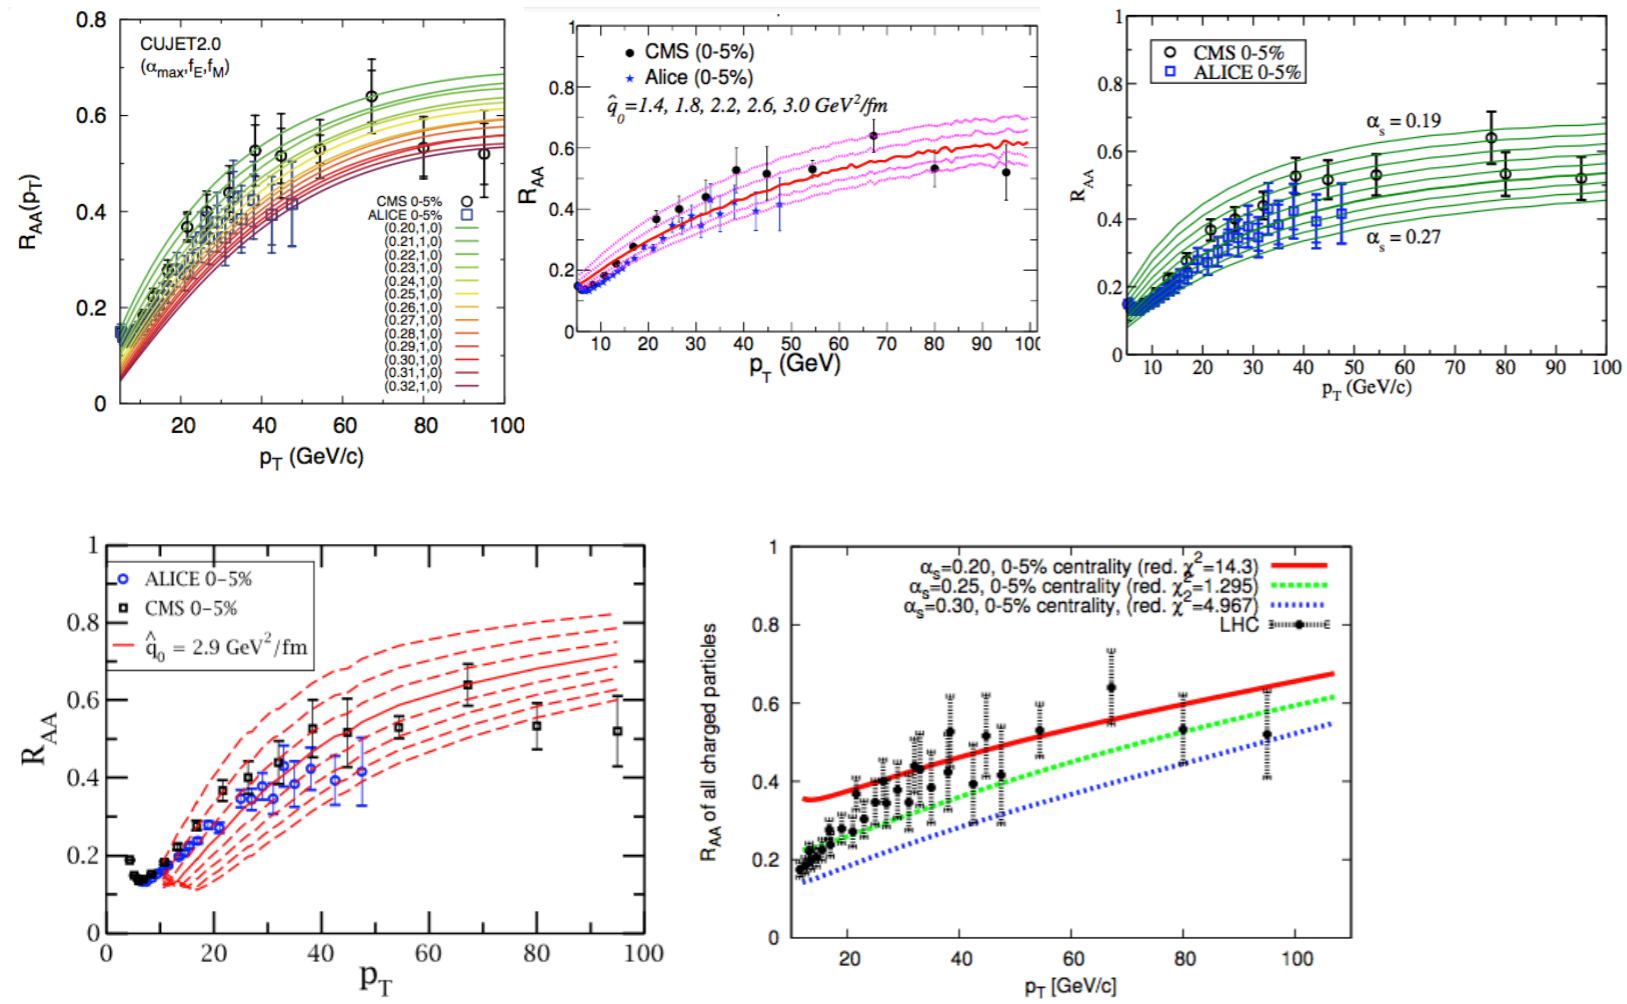 0.8
0.6
0.4
0.2
0
R_AA(p_T)
CUJET2.0
(α_max,f_E,f_M)
CMS 0-5%
ALICE 0-5%
(0.20,1,0)
(0.21,1,0)
(0.22,1,0)
(0.23,1,0)
(0.24,1,0)
(0.25,1,0)
(0.26,1,0)
(0.27,1,0)
(0.28,1,0)
(0.29,1,0)
(0.30,1,0)
(0.31,1,0)
(0.32,1,0)
20 40 60 80 100
p_T (GeV/c)
1
0.8
0.6
0.4
0.2
0
R_AA
CMS (0-5%)
Alice (0-5%)
q̂_0=1.4, 1.8, 2.2, 2.6, 3.0 GeV²/fm
10 20 30 40 50 60 70 80 90 100
p_T (GeV)
1
0.8
0.6
0.4
0.2
0
R_AA
CMS 0-5%
ALICE 0-5%
α_s = 0.19
α_s = 0.27
10 20 30 40 50 60 70 80 90 100
p_T (GeV/c)
1
0.8
0.6
0.4
0.2
0
R_AA
ALICE 0−5%
CMS 0−5%
q̂_0 = 2.9 GeV²/fm
0 20 40 60 80 100
p_T
1
0.8
0.6
0.4
0.2
0
R_AA of all charged particles
α_s=0.20, 0-5% centrality (red. χ²=14.3)
α_s=0.25, 0-5% centrality (red. χ²=1.295)
α_s=0.30, 0-5% centrality, (red. χ²=4.967)
LHC
20 40 60 80 100
p_T [GeV/c]